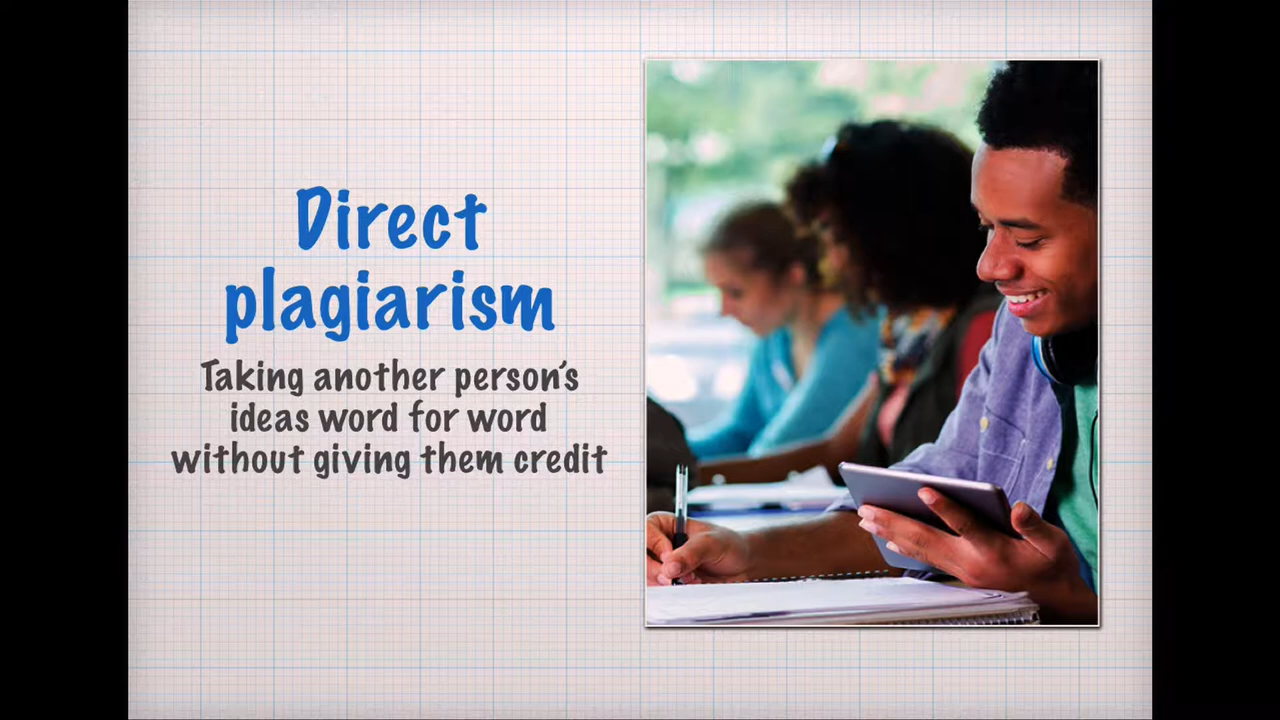 Direct
plagiarism
Taking another person's
ideas word for word
without giving them credit